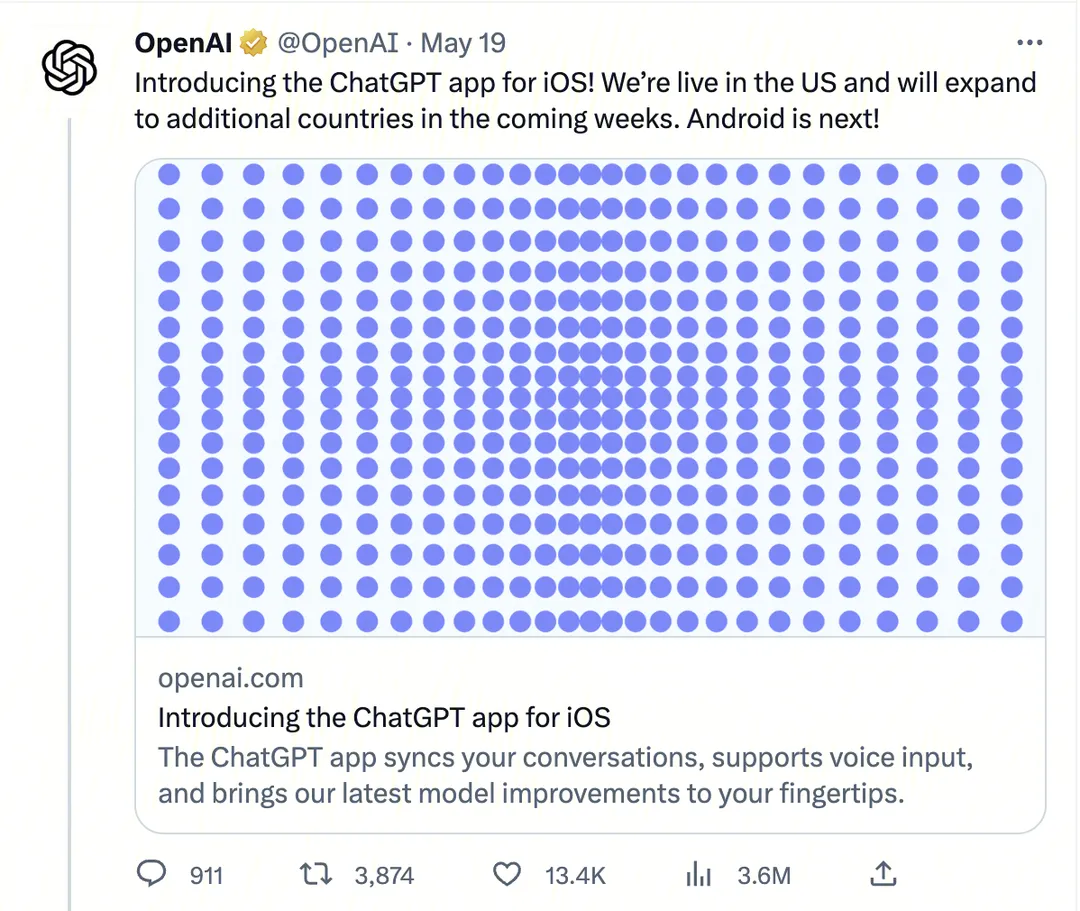 OpenAI @OpenAI · May 19
Introducing the ChatGPT app for iOS! We’re live in the US and will expand
to additional countries in the coming weeks. Android is next!
openai.com
Introducing the ChatGPT app for iOS
The ChatGPT app syncs your conversations, supports voice input,
and brings our latest model improvements to your fingertips.
911 3,874 13.4K 3.6M